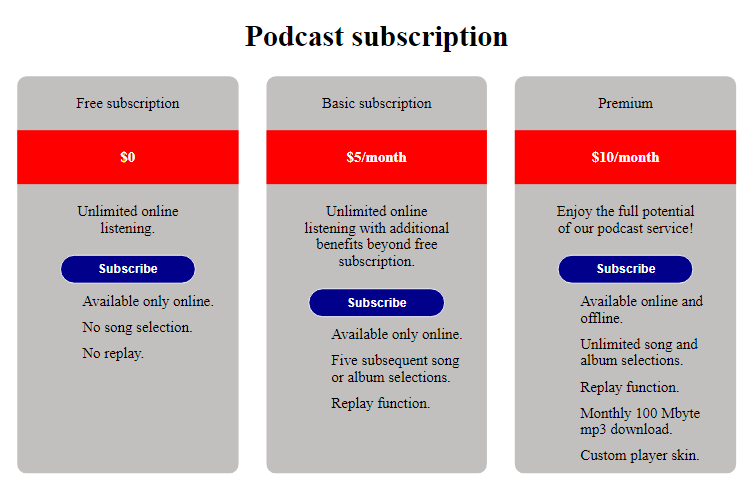 Podcast subscription
Free subscription
$0
Unlimited online
listening.
Subscribe
Available only online.
No song selection.
No replay.
Basic subscription
$5/month
Unlimited online
listening with additional
benefits beyond free
subscription.
Subscribe
Available only online.
Five subsequent song
or album selections.
Replay function.
Premium
$10/month
Enjoy the full potential
of our podcast service!
Subscribe
Available online and
offline.
Unlimited song and
album selections.
Replay function.
Monthly 100 Mbyte
mp3 download.
Custom player skin.